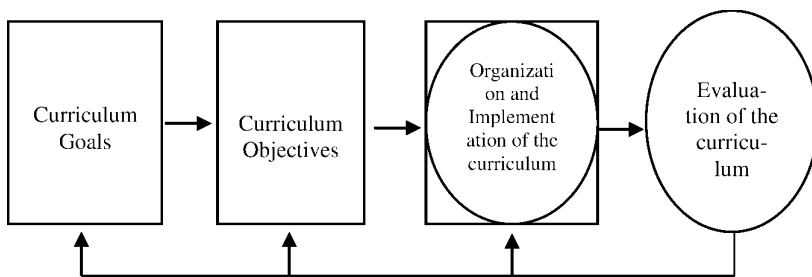 Curriculum
Goals
Curriculum
Objectives
Organizati
on and
Implement
ation of the
curriculum
Evalua-
tion of the
curricu-
lum